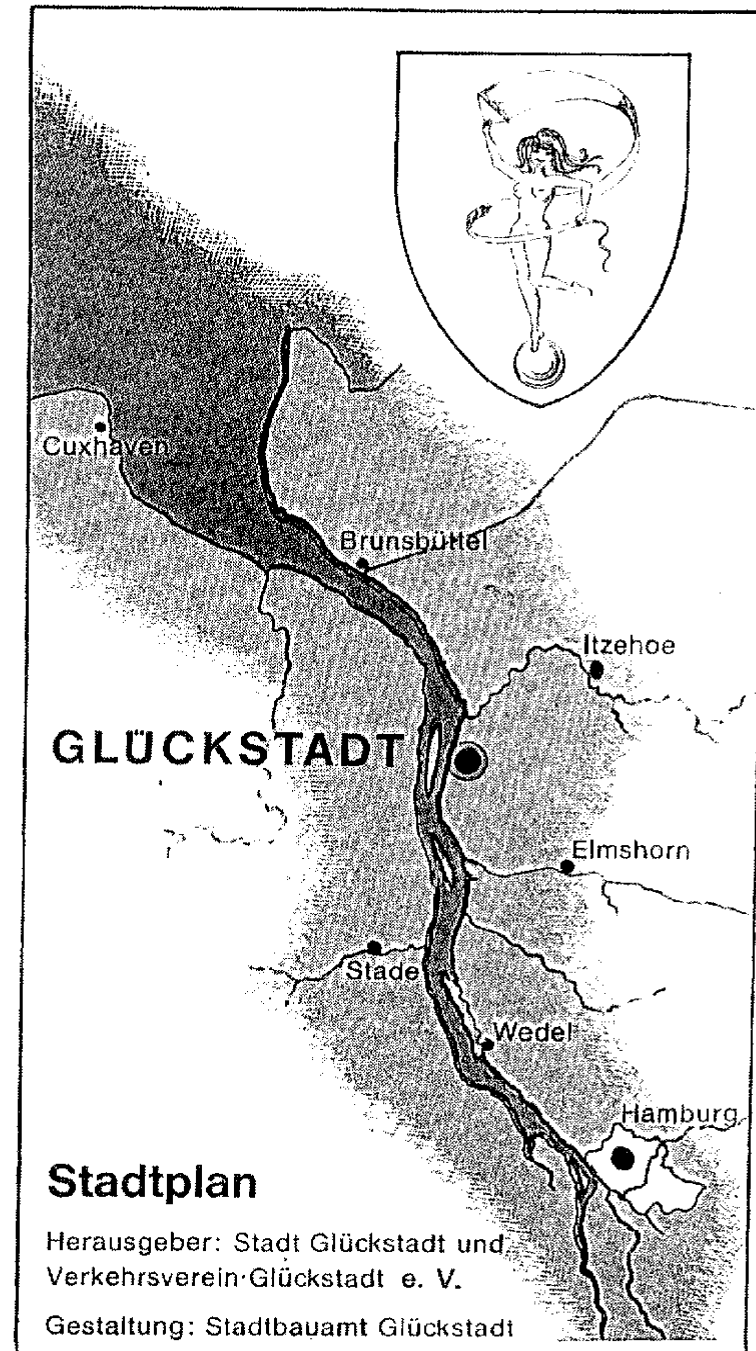 Cuxhaven
Brunsbüttel
Itzehoe
GLÜCKSTADT
Elmshorn
Stade
Wedel
Hamburg
Stadtplan
Herausgeber: Stadt Glückstadt und
Verkehrsverein Glückstadt e. V.
Gestaltung: Stadtbauamt Glückstadt